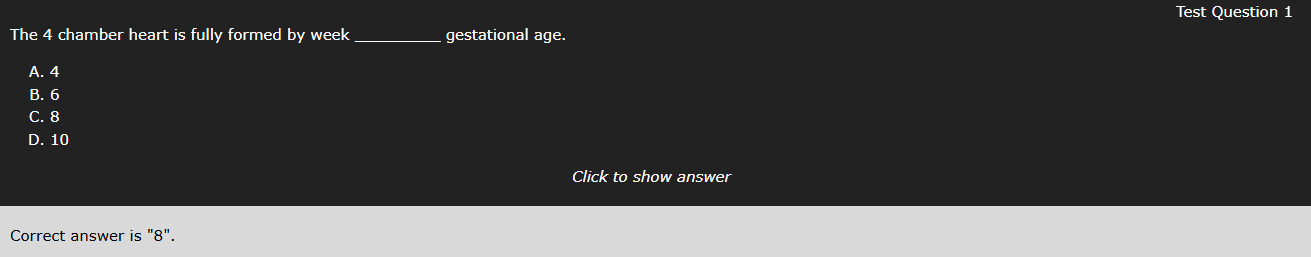 Test Question 1
The 4 chamber heart is fully formed by week _________ gestational age.
A. 4
B. 6
C. 8
D. 10
Click to show answer
Correct answer is "8".